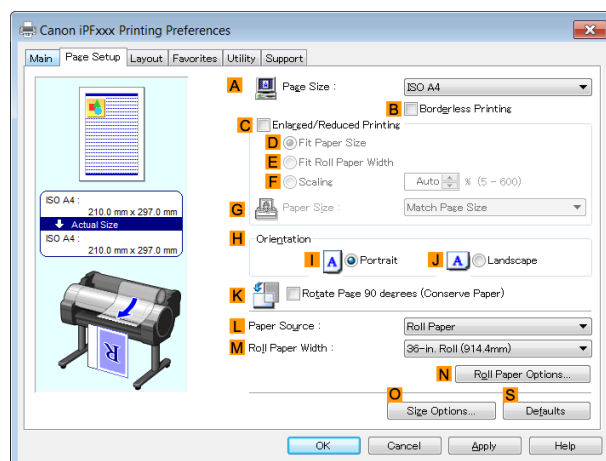 Canon iPFxxx Printing Preferences
Main Page Setup Layout Favorites Utility Support
A Page Size : ISO A4
B Borderless Printing
C Enlarged/Reduced Printing
D Fit Paper Size
E Fit Roll Paper Width
F Scaling Auto % (5 - 600)
G Paper Size : Match Page Size
ISO A4 :
210.0 mm x 297.0 mm
Actual Size
ISO A4 :
210.0 mm x 297.0 mm
H Orientation
I A Portrait J A Landscape
K Rotate Page 90 degrees (Conserve Paper)
L Paper Source : Roll Paper
M Roll Paper Width : 36-in. Roll (914.4mm)
R
N Roll Paper Options...
O S
Size Options... Defaults
OK Cancel Apply Help